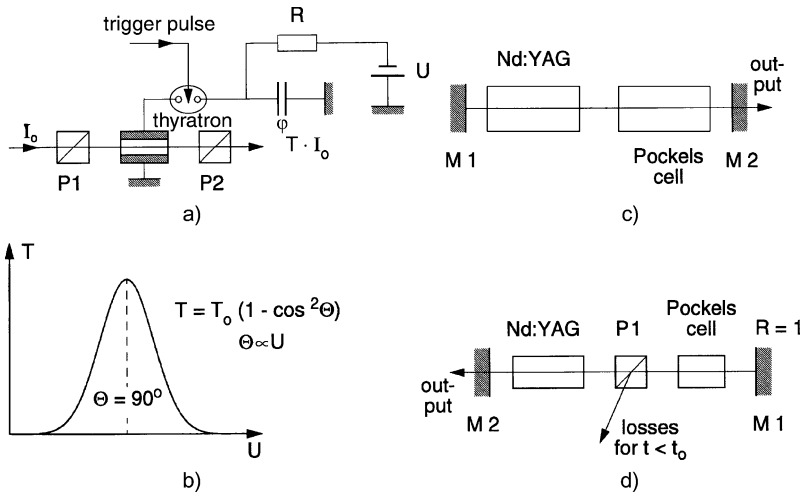 trigger pulse
R
U
thyratron
φ
I₀
T · I₀
P1
P2
a)
Nd:YAG
out-
put
M 1
Pockels
cell
M 2
c)
T
T = T₀ (1 - cos ²Θ)
Θ∝U
Θ = 90⁰
U
b)
Nd:YAG
P1
Pockels
cell
R = 1
out-
put
M 2
M 1
losses
for t < t₀
d)